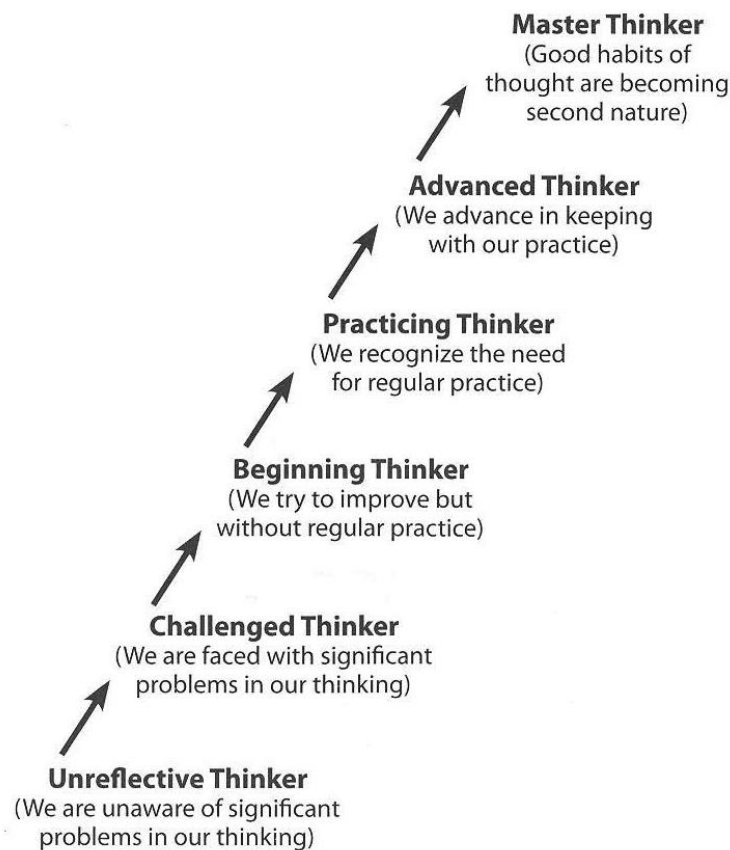 Master Thinker
(Good habits of
thought are becoming
second nature)
Advanced Thinker
(We advance in keeping
with our practice)
Practicing Thinker
(We recognize the need
for regular practice)
Beginning Thinker
(We try to improve but
without regular practice)
Challenged Thinker
(We are faced with significant
problems in our thinking)
Unreflective Thinker
(We are unaware of significant
problems in our thinking)